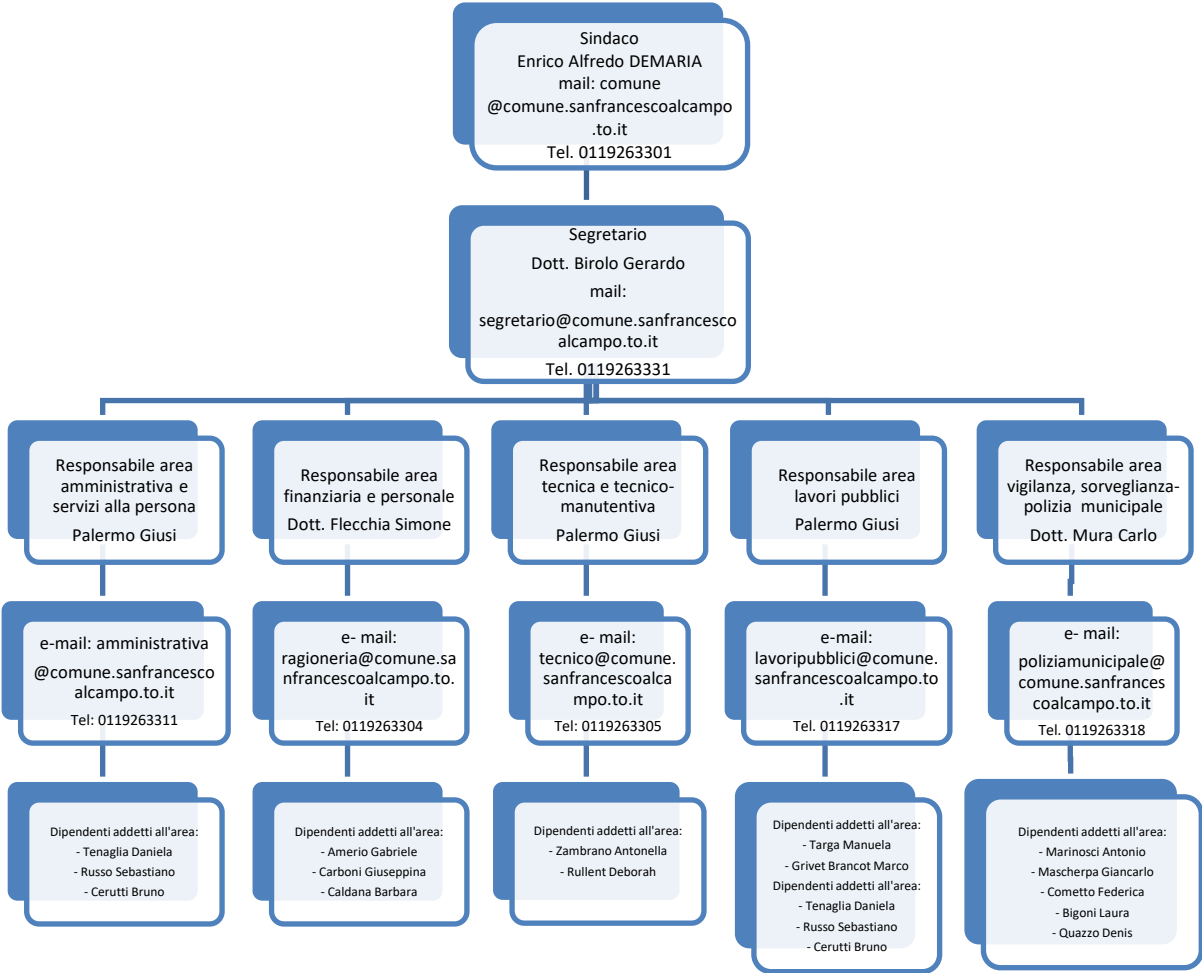 Sindaco
Enrico Alfredo DEMARIA
mail: comune
@comune.sanfrancescoalcampo
.to.it
Tel. 0119263301
Segretario
Dott. Birolo Gerardo
mail:
segretario@comune.sanfrancesco
alcampo.to.it
Tel. 0119263331
Responsabile area
amministrativa e
servizi alla persona
Palermo Giusi
Responsabile area
finanziaria e personale
Dott. Flecchia Simone
Responsabile area
tecnica e tecnico-
manutentiva
Palermo Giusi
Responsabile area
lavori pubblici
Palermo Giusi
Responsabile area
vigilanza, sorveglianza-
polizia municipale
Dott. Mura Carlo
e-mail: amministrativa
@comune.sanfrancesco
alcampo.to.it
Tel: 0119263311
e- mail:
ragioneria@comune.sa
nfrancescoalcampo.to.
it
Tel: 0119263304
e- mail:
tecnico@comune.
sanfrancescoalca
mpo.to.it
Tel: 0119263305
e-mail:
lavoripubblici@comune.
sanfrancescoalcampo.to
.it
Tel. 0119263317
e- mail:
poliziamunicipale@
comune.sanfrances
coalcampo.to.it
Tel. 0119263318
Dipendenti addetti all'area:
- Tenaglia Daniela
- Russo Sebastiano
- Cerutti Bruno
Dipendenti addetti all'area:
- Amerio Gabriele
- Carboni Giuseppina
- Caldana Barbara
Dipendenti addetti all'area:
- Zambrano Antonella
- Rullent Deborah
Dipendenti addetti all'area:
- Targa Manuela
- Grivet Brancot Marco
Dipendenti addetti all'area:
- Tenaglia Daniela
- Russo Sebastiano
- Cerutti Bruno
Dipendenti addetti all'area:
- Marinosci Antonio
- Mascherpa Giancarlo
- Cometto Federica
- Bigoni Laura
- Quazzo Denis